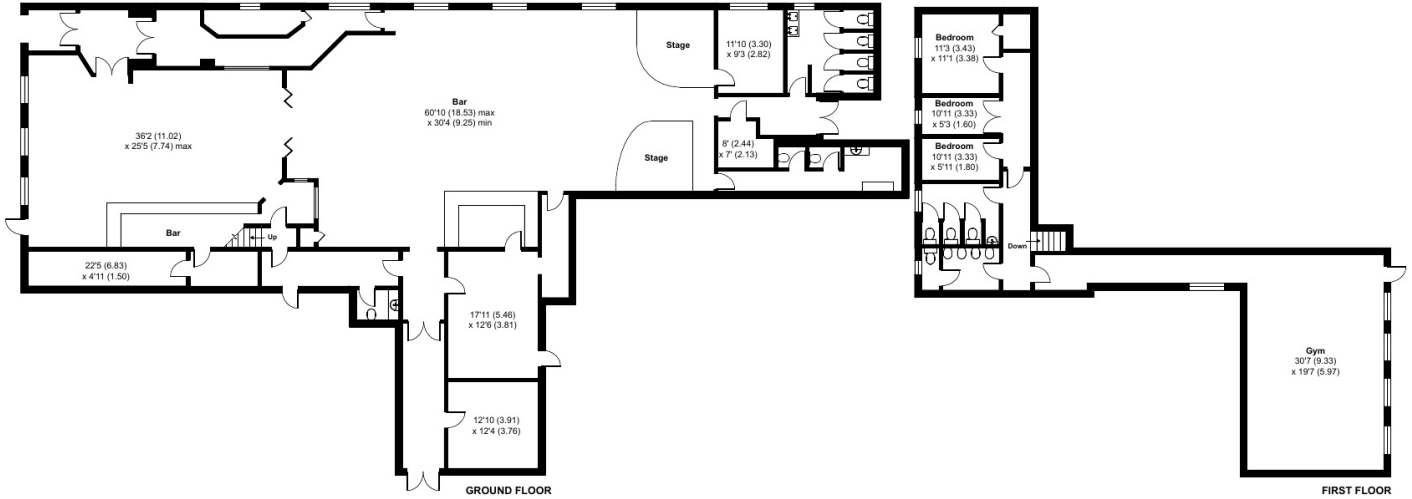 Bar
60'10 (18.53) max
x 30'4 (9.25) min
Stage
Stage
11'10 (3.30)
x 9'3 (2.82)
8' (2.44)
x 7' (2.13)
36'2 (11.02)
x 25'5 (7.74) max
Bar
Up
22'5 (6.83)
x 4'11 (1.50)
17'11 (5.46)
x 12'6 (3.81)
12'10 (3.91)
x 12'4 (3.76)
GROUND FLOOR
Bedroom
11'3 (3.43)
x 11'1 (3.38)
Bedroom
10'11 (3.33)
x 5'3 (1.60)
Bedroom
10'11 (3.33)
x 5'11 (1.80)
Down
Gym
30'7 (9.33)
x 19'7 (5.97)
FIRST FLOOR